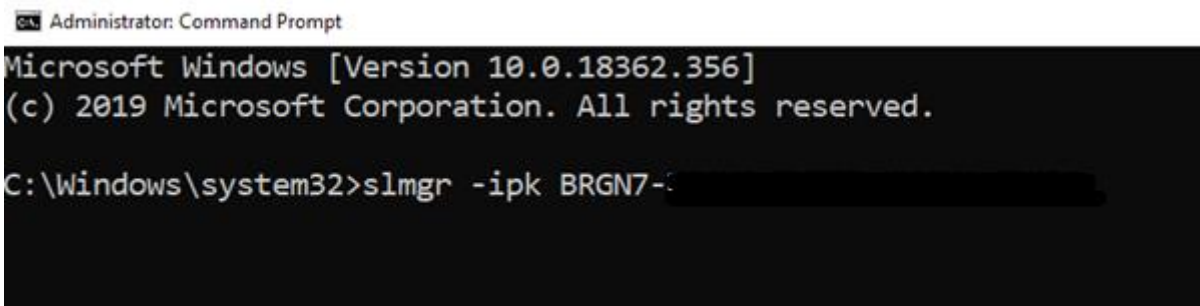 Administrator: Command Prompt
Microsoft Windows [Version 10.0.18362.356]
(c) 2019 Microsoft Corporation. All rights reserved.
C:\Windows\system32>slmgr -ipk BRGN7-